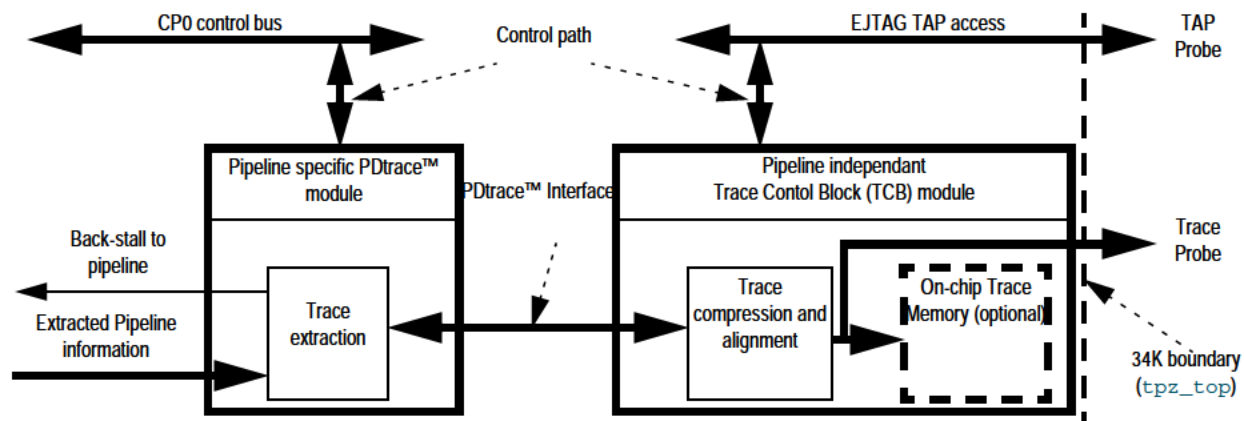 CP0 control bus
Control path
EJTAG TAP access
TAP
Probe
Pipeline specific PDtrace™
module
PDtrace™ Interface
Pipeline independant
Trace Contol Block (TCB) module
Back-stall to
pipeline
Extracted Pipeline
information
Trace
extraction
Trace
compression and
alignment
On-chip Trace
Memory (optional)
Trace
Probe
34K boundary
(tpz_top)